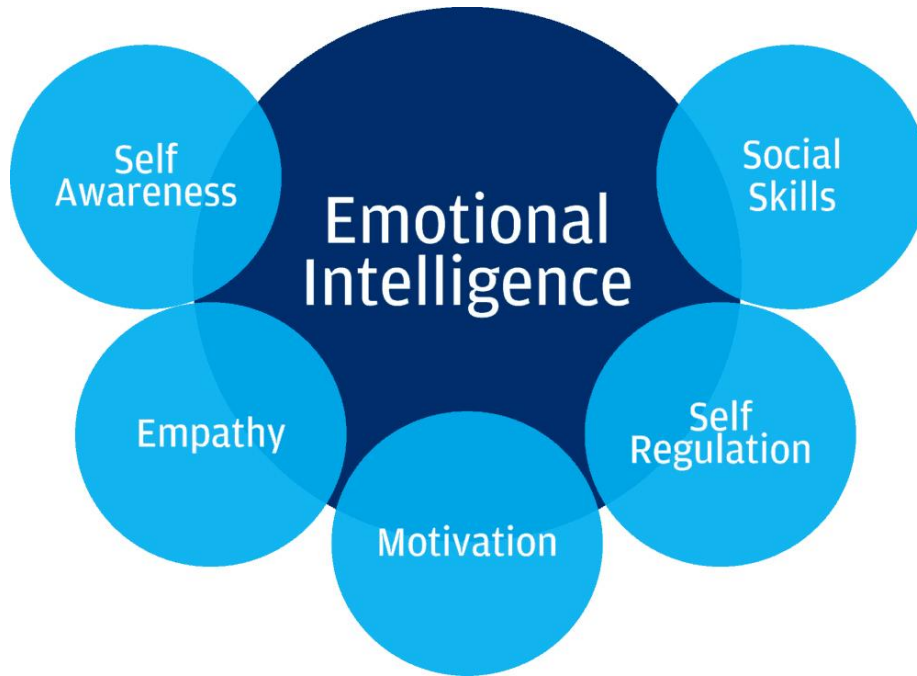 Self
Awareness
Emotional
Intelligence
Social
Skills
Empathy
Motivation
Self
Regulation